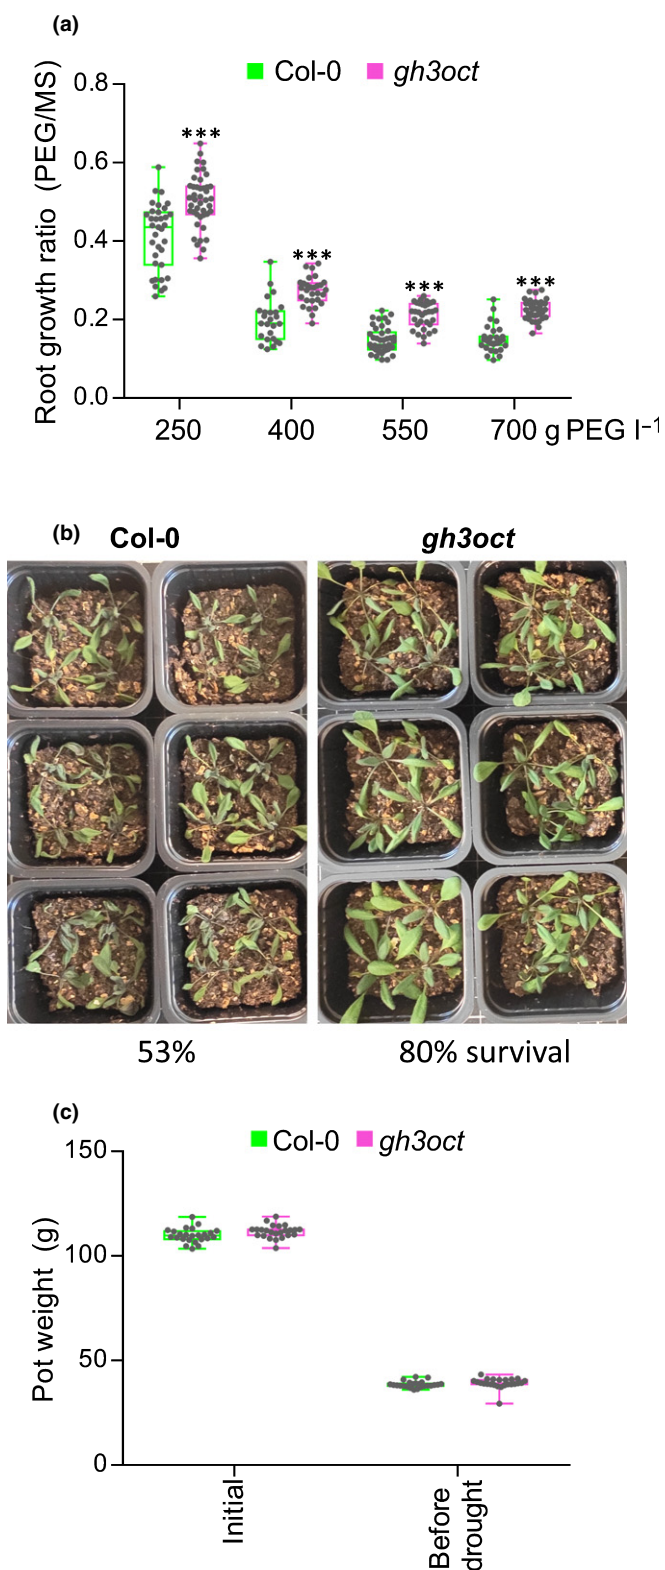 (a)
Col-0 gh3oct
Root growth ratio (PEG/MS)
0.8
0.6
0.4
0.2
0.0
***
***
***
***
250 400 550 700 g PEG l−1
(b)
Col-0 gh3oct
53% 80% survival
(c)
Col-0 gh3oct
Pot weight (g)
150
100
50
0
Initial
Before
drought